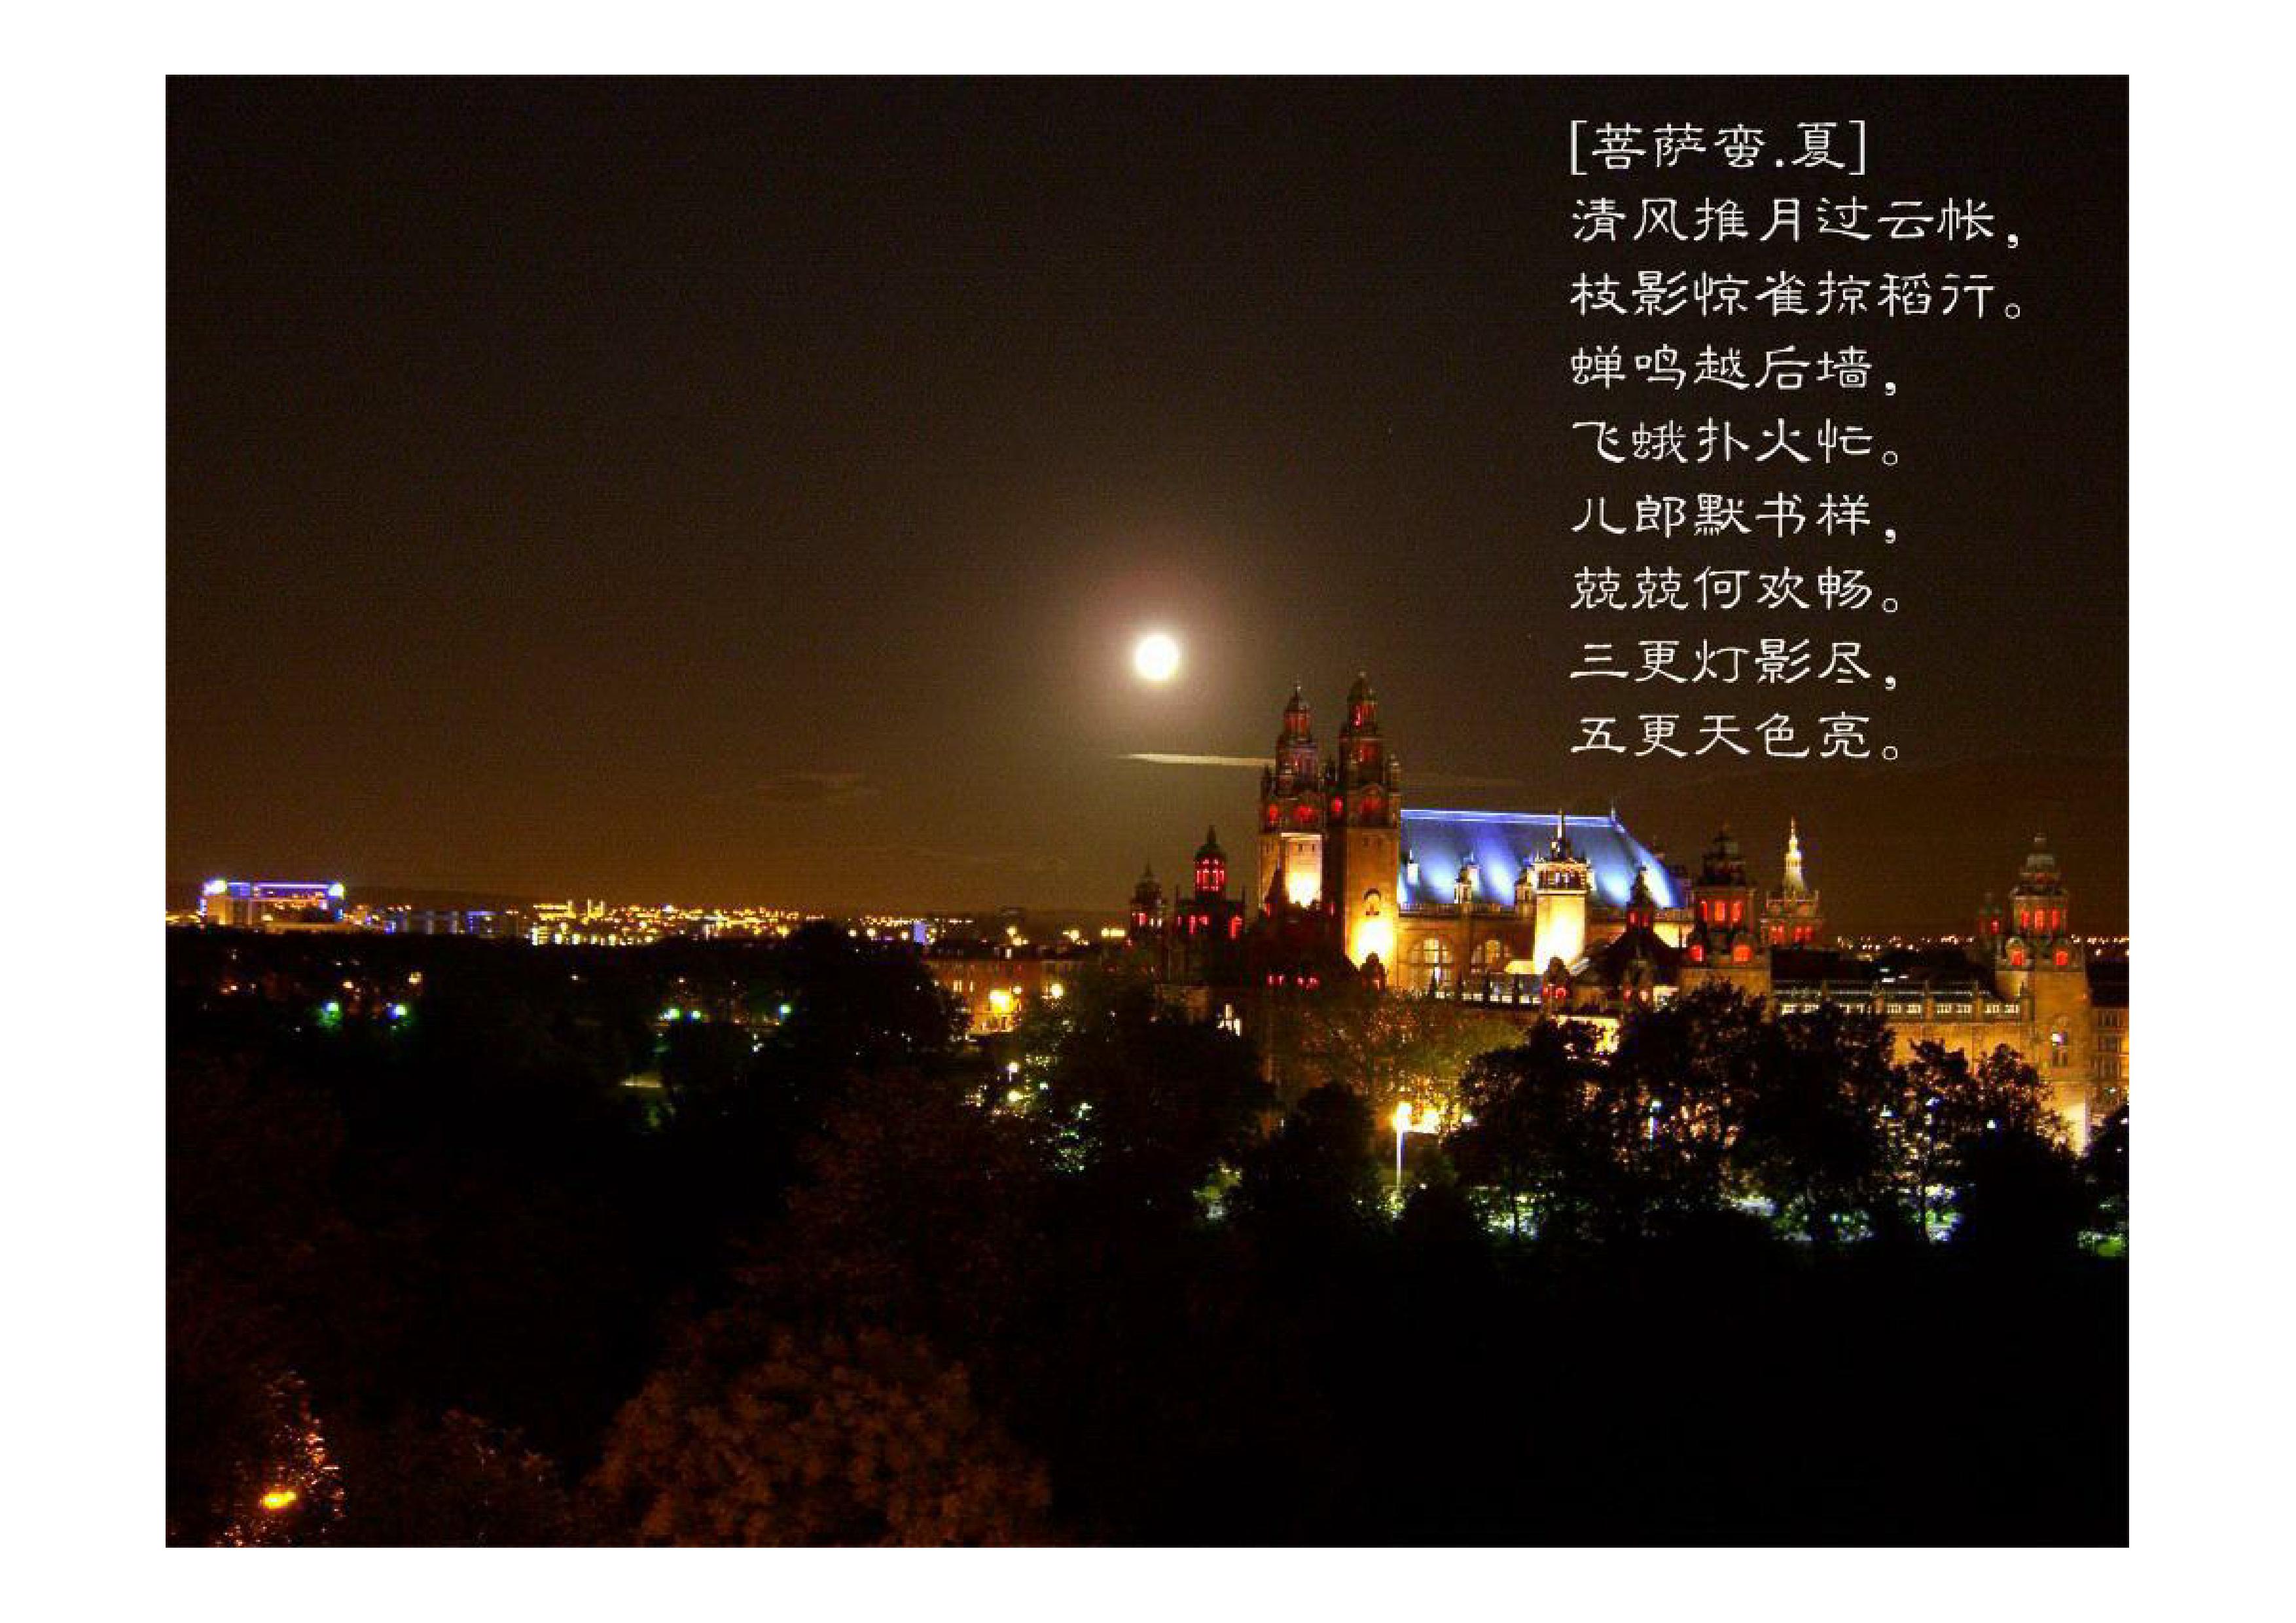 [菩萨蛮.夏]
清风推月过云帐，
枝影惊雀掠稻行。
蝉鸣越后墙，
飞蛾扑火忙。
儿郎默书样，
兢兢何欢畅。
三更灯影尽，
五更天色亮。